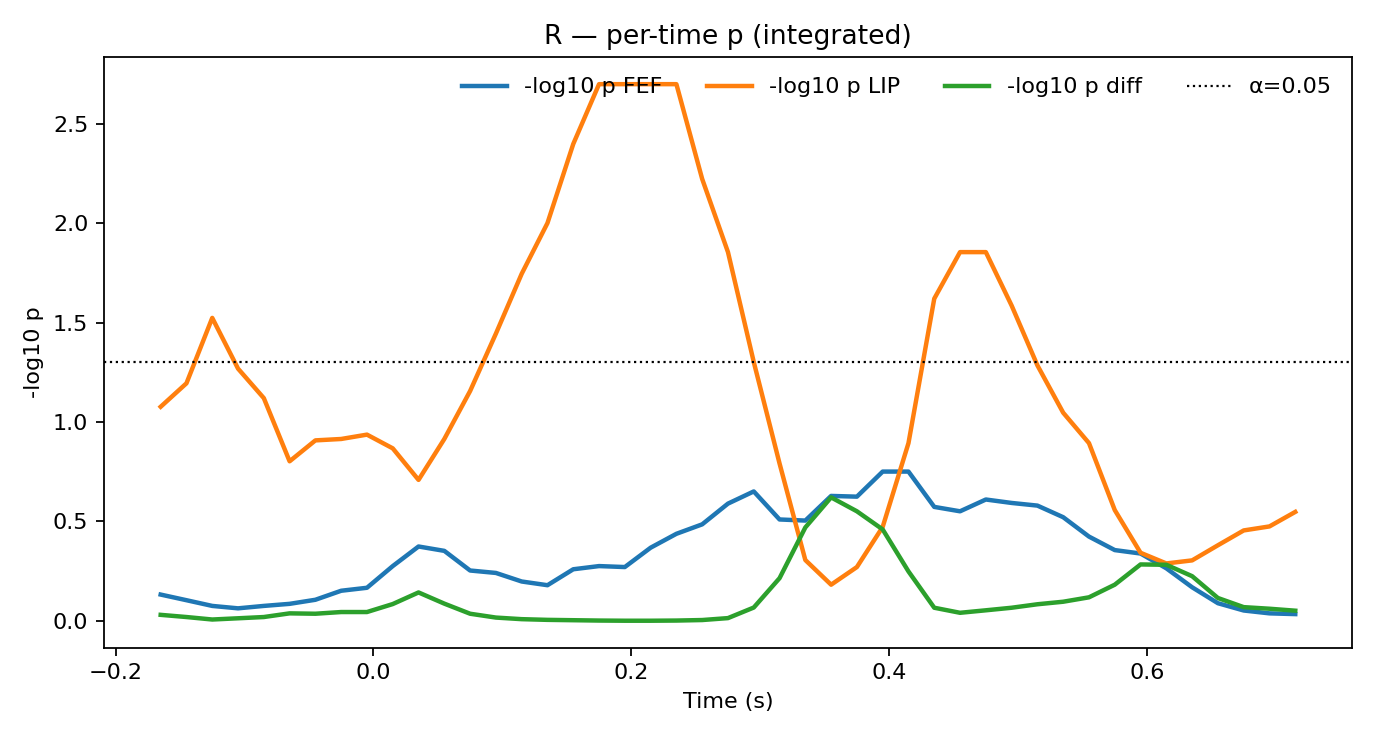 R — per-time p (integrated)
-log10 p FEF
-log10 p LIP
-log10 p diff
α=0.05
2.5
2.0
1.5
1.0
0.5
0.0
-log10 p
−0.2
0.0
0.2
0.4
0.6
Time (s)